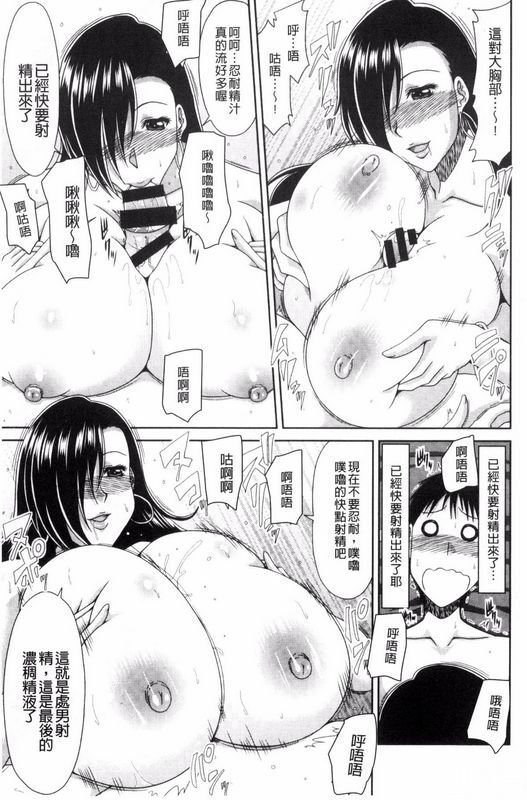 這對大胸部
…～！
呼…唔
咕唔…～！
呵呵…忍耐精汁
真的流好多喔
呼唔唔
啾嚕嚕嚕嚕～
已經快要射
精出來了
啾啾啾～嚕
啊咕唔
唔啊啊
啊唔唔
已經快要射精出來了…
已經快要射精出來了耶
呼唔唔
哦唔唔
現在不要忍耐，噗嚕
噗嚕的快點射精吧
啊唔唔
咕啊啊
這就是處男射
精，這是最後的
濃稠精液了
呼唔唔